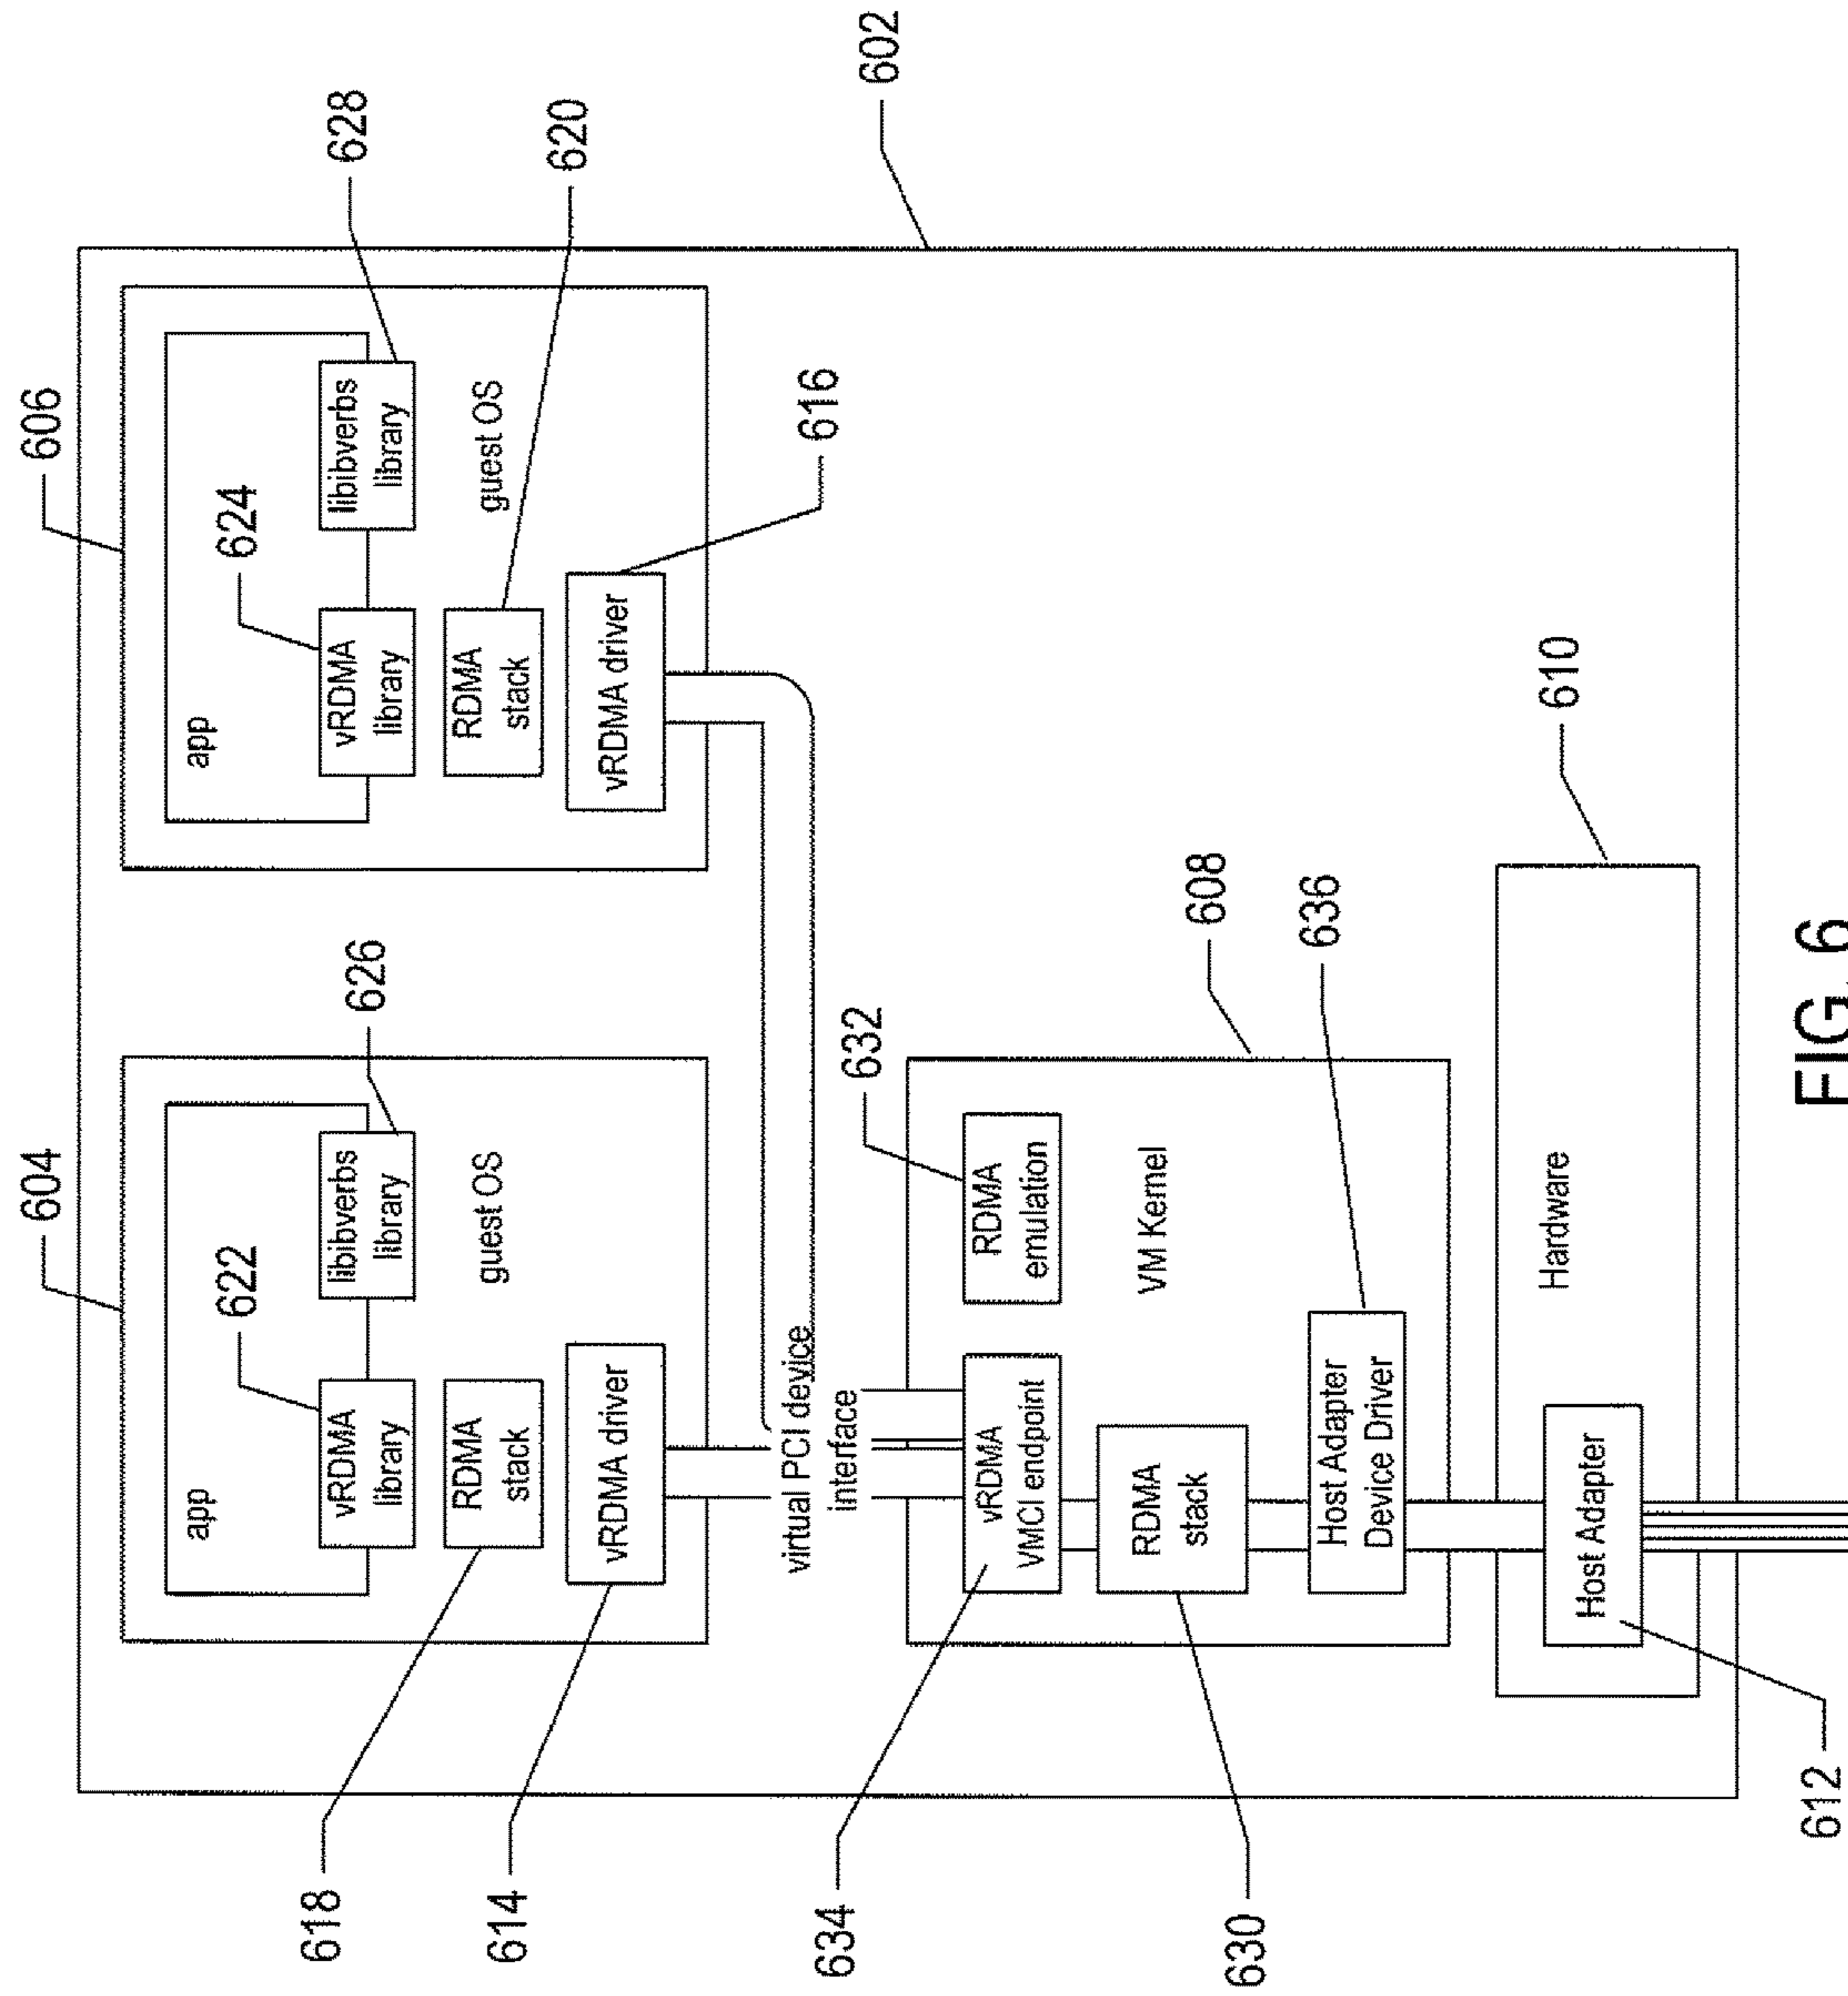 604
606
app
622
626
vRDMA
library
libibverbs
library
RDMA
stack
guest OS
vRDMA driver
618
614
app
624
628
vRDMA
library
libibverbs
library
RDMA
stack
guest OS
620
vRDMA driver
616
602
virtual PCI device
interface
632
vRDMA
VMCI endpoint
RDMA
emulation
634
RDMA
stack
VM Kernel
608
630
Host Adapter
Device Driver
636
Hardware
610
Host Adapter
612
FIG. 6